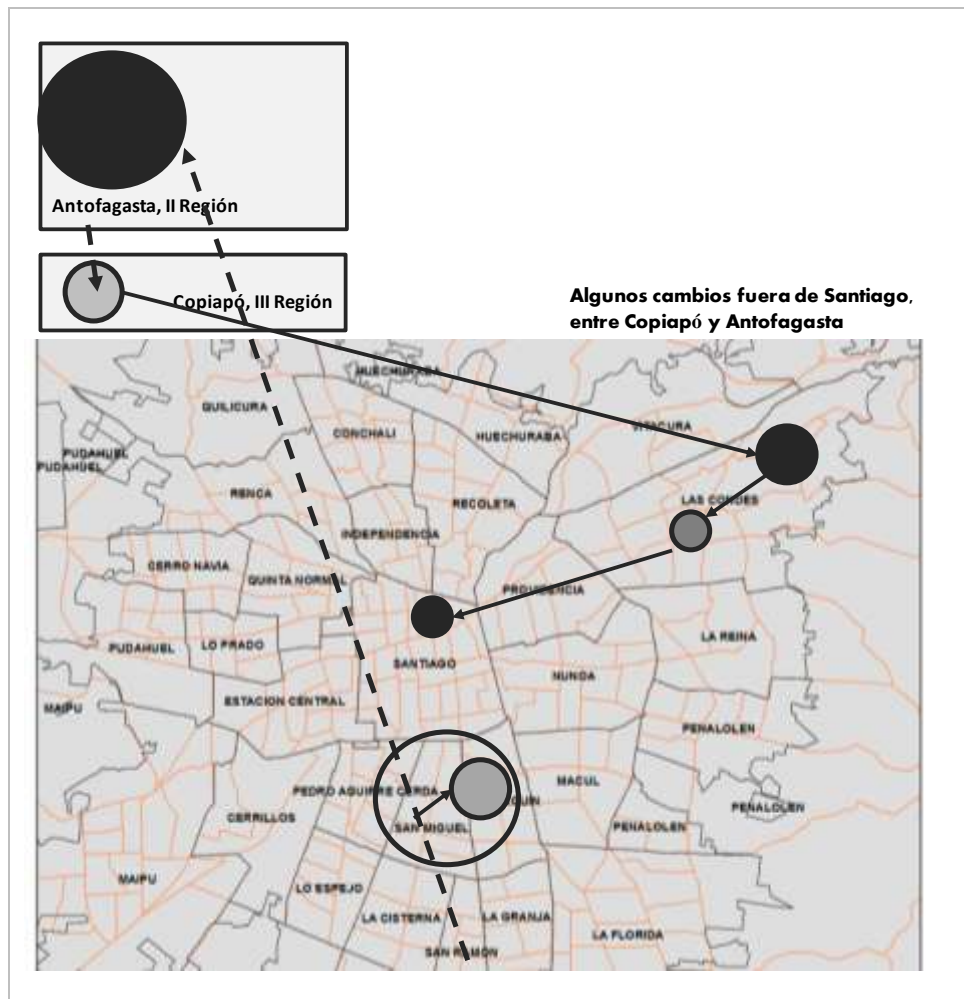 Antofagasta, II Región
Copiapó, III Región
Algunos cambios fuera de Santiago,
entre Copiapó y Antofagasta
HUECHURABA
QUILICURA
CONCHALI
HUECHURABA
VITACURA
PUDAHUEL
PUDAHUEL
RENCA
RECOLETA
LAS CONDES
INDEPENDENCIA
CERRO NAVIA
QUINTA NORMAL
PROVIDENCIA
PUDAHUEL
LO PRADO
LA REINA
SANTIAGO
NUNOA
ESTACION CENTRAL
MAIPU
PENALOLEN
PEDRO AGUIRRE CERDA
MACUL
QUIN
PENALOLEN
CERRILLOS
SAN MIGUEL
PENALOLEN
MAIPU
LO ESPEJO
LA CISTERNA
LA GRANJA
LA FLORIDA
SAN RAMON